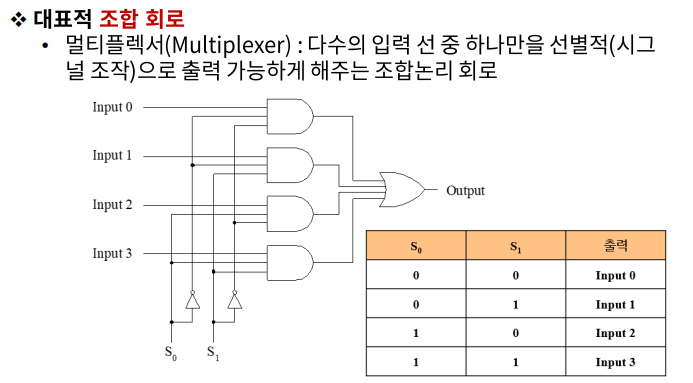 ❖ 대표적 조합 회로
• 멀티플렉서(Multiplexer) : 다수의 입력 선 중 하나만을 선별적(시그
널 조작)으로 출력 가능하게 해주는 조합논리 회로
Input 0
Input 1
Input 2
Input 3
Output
S0 S1
S0 S1 출력
0 0 Input 0
0 1 Input 1
1 0 Input 2
1 1 Input 3